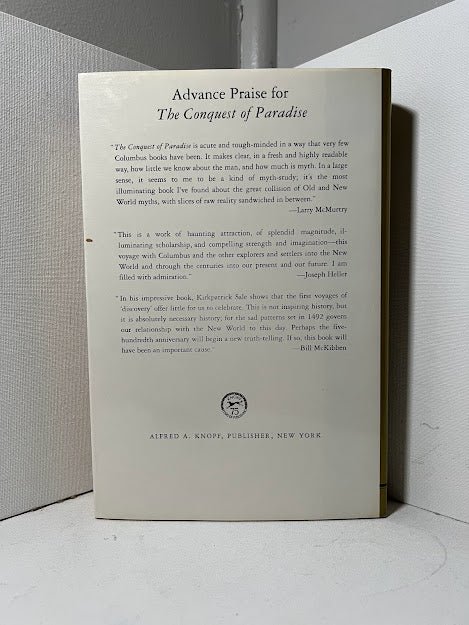 Advance Praise for
The Conquest of Paradise
"The Conquest of Paradise is acute and tough-minded in a way that very few
Columbus books have been. It makes clear, in a fresh and highly readable
way, how little we know about the man, and how much is myth. In a large
sense, it seems to me to be a kind of myth-study; it's the most
illuminating book I've found about the great collection of Old and New
World myths, with slices of raw reality sandwiched in between."
—Larry McMurtry
"This is a work of haunting attraction, of splendid magnitude, il-
luminating scholarship, and compelling strength and imagination—this
voyage with Columbus and the other explorers and settlers into the New
World and through the centuries into our present and our future. I am
filled with admiration." —Joseph Heller
"In his impressive book, Kirkpatrick Sale shows that the first voyages of
'discovery' offer little for us to celebrate. This is not inspiring history, but
it is absolutely necessary history, for the sad patterns set in 1492 govern
our relationship with the New World to this day. Perhaps the five-
hundredth anniversary will begin a new truth-telling. If so, this book will
have been an important cause." —Bill McKibben
75
ALFRED A. KNOPF, PUBLISHER, NEW YORK